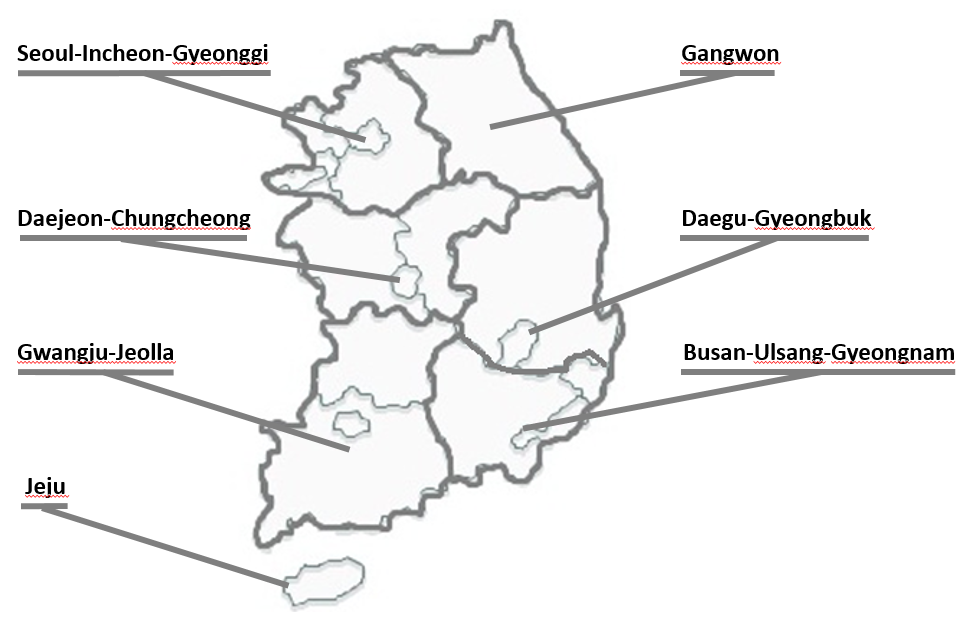 Seoul-Incheon-Gyeonggi
Gangwon
Daejeon-Chungcheong
Daegu-Gyeongbuk
Gwangju-Jeolla
Busan-Ulsang-Gyeongnam
Jeju